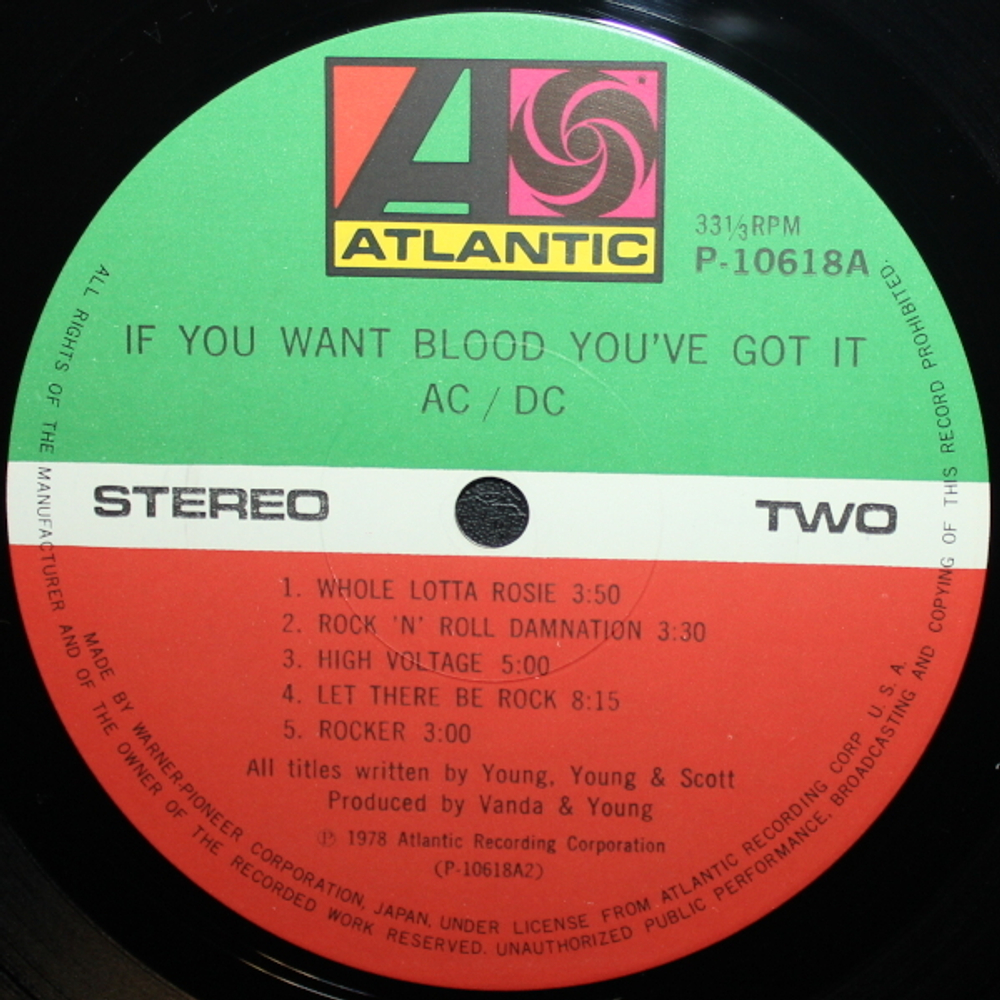 ATLANTIC
33⅓RPM
P-10618A
IF YOU WANT BLOOD YOU'VE GOT IT
AC / DC
STEREO
TWO
1. WHOLE LOTTA ROSIE 3:50
2. ROCK 'N' ROLL DAMNATION 3:30
3. HIGH VOLTAGE 5:00
4. LET THERE BE ROCK 8:15
5. ROCKER 3:00
All titles written by Young, Young & Scott
Produced by Vanda & Young
℗ 1978 Atlantic Recording Corporation
(P-10618A2)
MADE BY WARNER-PIONEER CORPORATION, JAPAN, UNDER LICENSE FROM ATLANTIC RECORDING CORP U. S. A.
ALL RIGHTS OF THE MANUFACTURER AND OF THE OWNER OF THE RECORDED WORK RESERVED. UNAUTHORIZED PUBLIC PERFORMANCE, BROADCASTING AND COPYING OF THIS RECORD PROHIBITED.